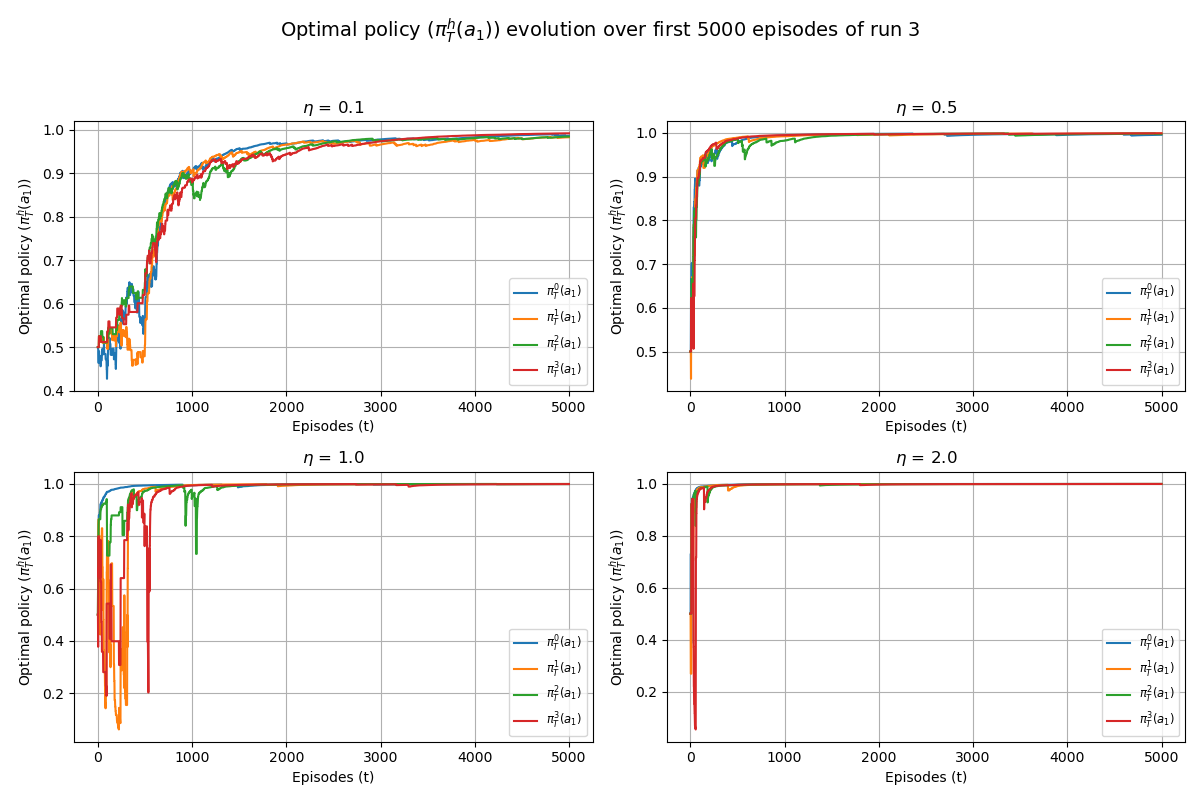 Optimal policy (π_T^h(a_1)) evolution over first 5000 episodes of run 3
η = 0.1
Optimal policy (π_T^h(a_1))
1.0
0.9
0.8
0.7
0.6
0.5
0.4
0 1000 2000 3000 4000 5000
Episodes (t)
π_T^0(a_1)
π_T^1(a_1)
π_T^2(a_1)
π_T^3(a_1)
η = 0.5
Optimal policy (π_T^h(a_1))
1.0
0.9
0.8
0.7
0.6
0.5
0 1000 2000 3000 4000 5000
Episodes (t)
π_T^0(a_1)
π_T^1(a_1)
π_T^2(a_1)
π_T^3(a_1)
η = 1.0
Optimal policy (π_T^h(a_1))
1.0
0.8
0.6
0.4
0.2
0 1000 2000 3000 4000 5000
Episodes (t)
π_T^0(a_1)
π_T^1(a_1)
π_T^2(a_1)
π_T^3(a_1)
η = 2.0
Optimal policy (π_T^h(a_1))
1.0
0.8
0.6
0.4
0.2
0 1000 2000 3000 4000 5000
Episodes (t)
π_T^0(a_1)
π_T^1(a_1)
π_T^2(a_1)
π_T^3(a_1)